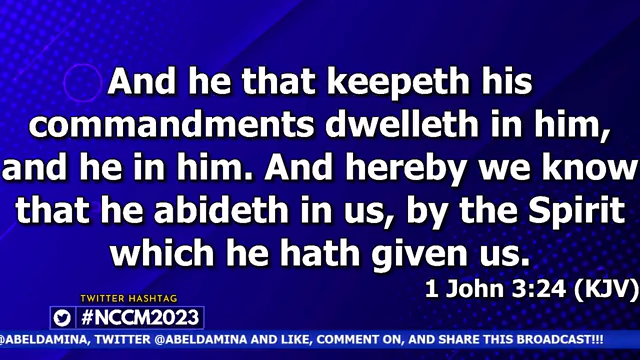 And he that keepeth his
commandments dwelleth in him,
and he in him. And hereby we know
that he abideth in us, by the Spirit
which he hath given us.
1 John 3:24 (KJV)
TWITTER HASHTAG
#NCCM2023
@ABELDAMINA, TWITTER @ABELDAMINA AND LIKE, COMMENT ON, AND SHARE THIS BROADCAST!!!